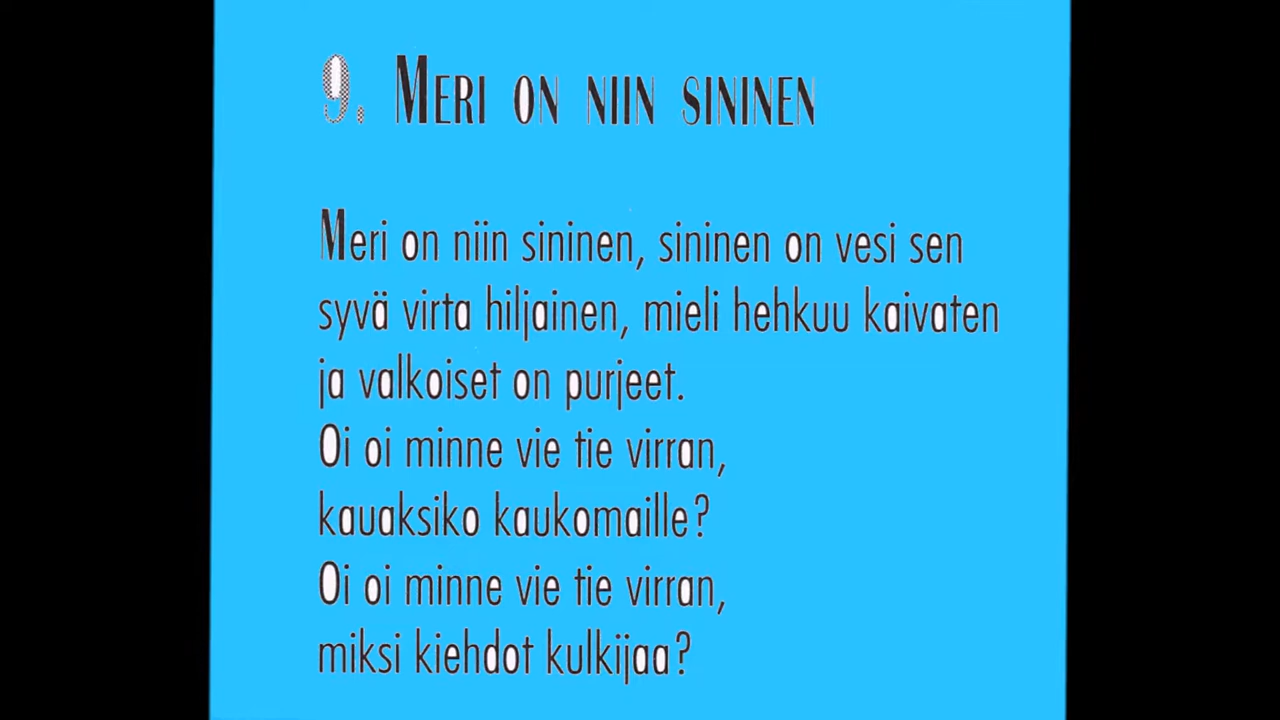 9. MERI ON NIIN SININEN
Meri on niin sininen, sininen on vesi sen
syvä virta hiljainen, mieli hehkuu kaivaten
ja valkoiset on purjeet.
Oi oi minne vie tie virran,
kauaksiko kaukomaille?
Oi oi minne vie tie virran,
miksi kiehdot kulkijaa?